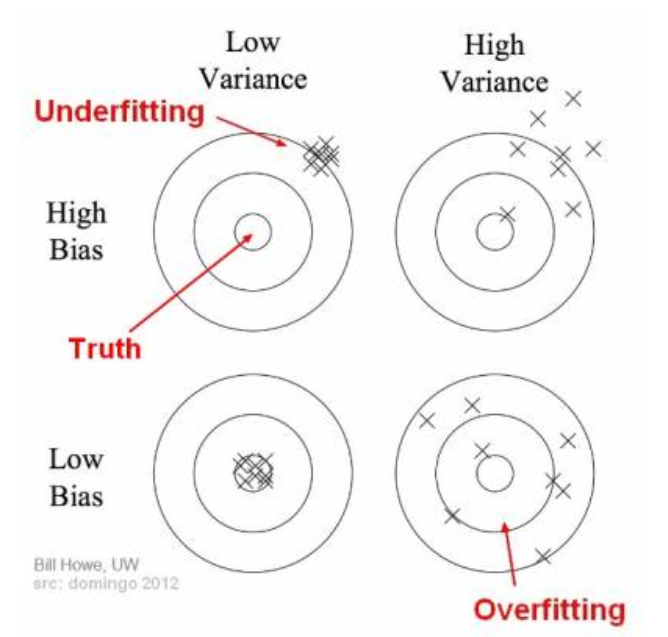 Low
Variance
High
Variance
Underfitting
High
Bias
Truth
Low
Bias
Bill Howe, UW
src: domingo 2012
Overfitting